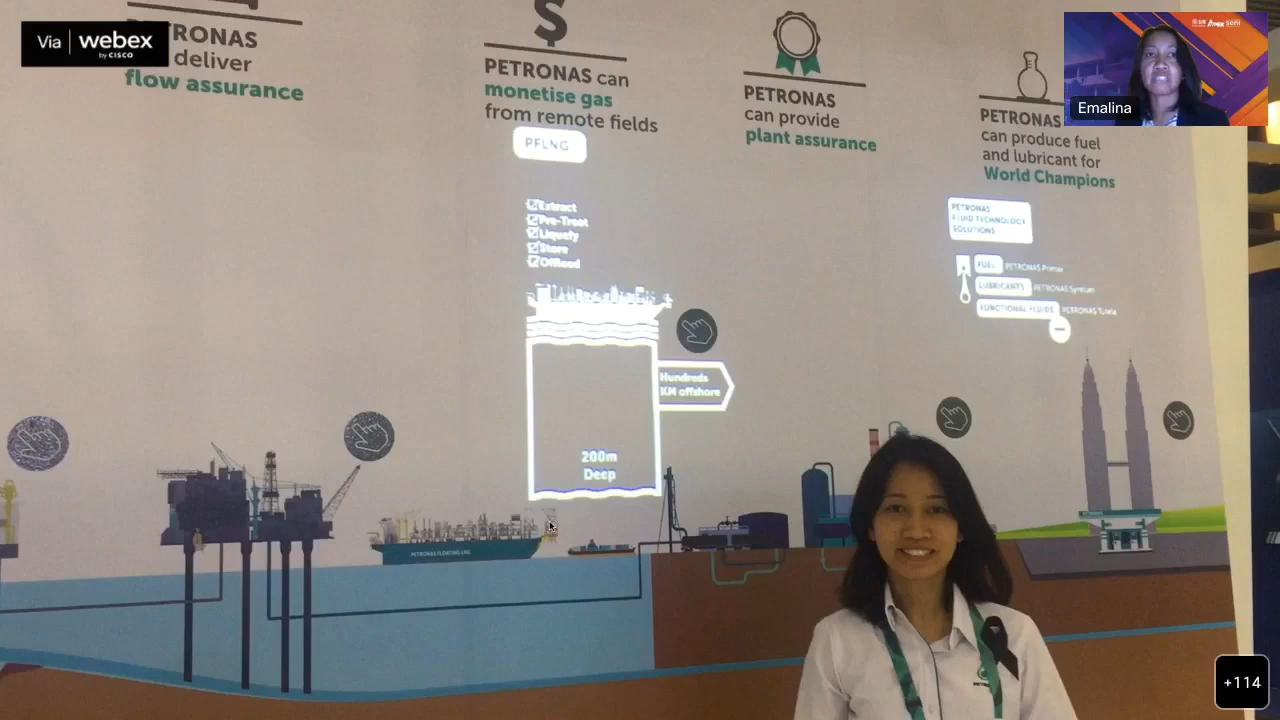 Via | webex
by CISCO
PETRONAS
deliver
flow assurance
$
PETRONAS can
monetise gas
from remote fields
PFLNG
Extract
Pre-Treat
Liquefy
Store
Offload
Hundreds
KM offshore
200m
Deep
PETRONAS
can provide
plant assurance
PETRONAS
can produce fuel
and lubricant for
World Champions
PETRONAS
FLUID TECHNOLOGY
SOLUTIONS
FUEL PETRONAS Primax
LUBRICANTS PETRONAS Syntium
FUNCTIONAL FLUIDS PETRONAS Tutela
PETRONAS FLOATING LNG
Emalina
+114